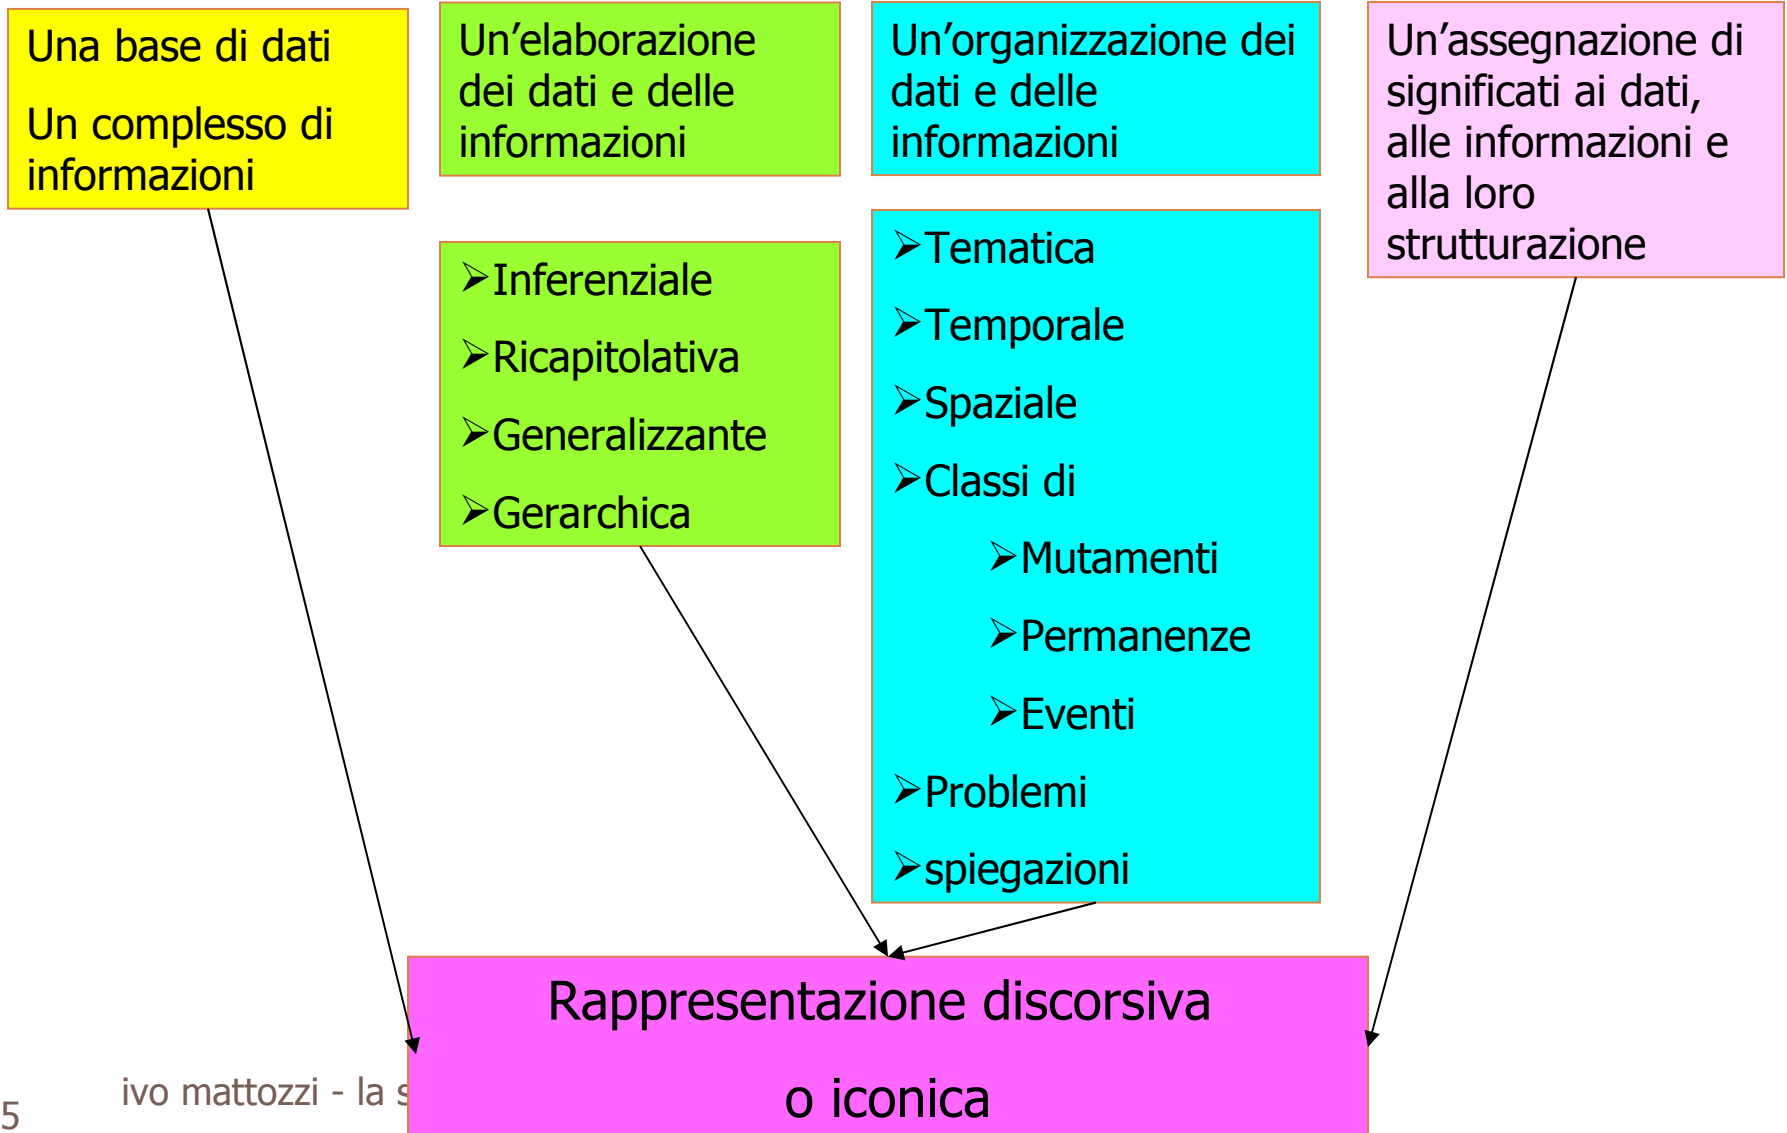 Una base di dati
Un complesso di
informazioni
Un’elaborazione
dei dati e delle
informazioni
➢Inferenziale
➢Ricapitolativa
➢Generalizzante
➢Gerarchica
Un’organizzazione dei
dati e delle
informazioni
➢Tematica
➢Temporale
➢Spaziale
➢Classi di
➢Mutamenti
➢Permanenze
➢Eventi
➢Problemi
➢spiegazioni
Un’assegnazione di
significati ai dati,
alle informazioni e
alla loro
strutturazione
Rappresentazione discorsiva
o iconica
ivo mattozzi - la
5